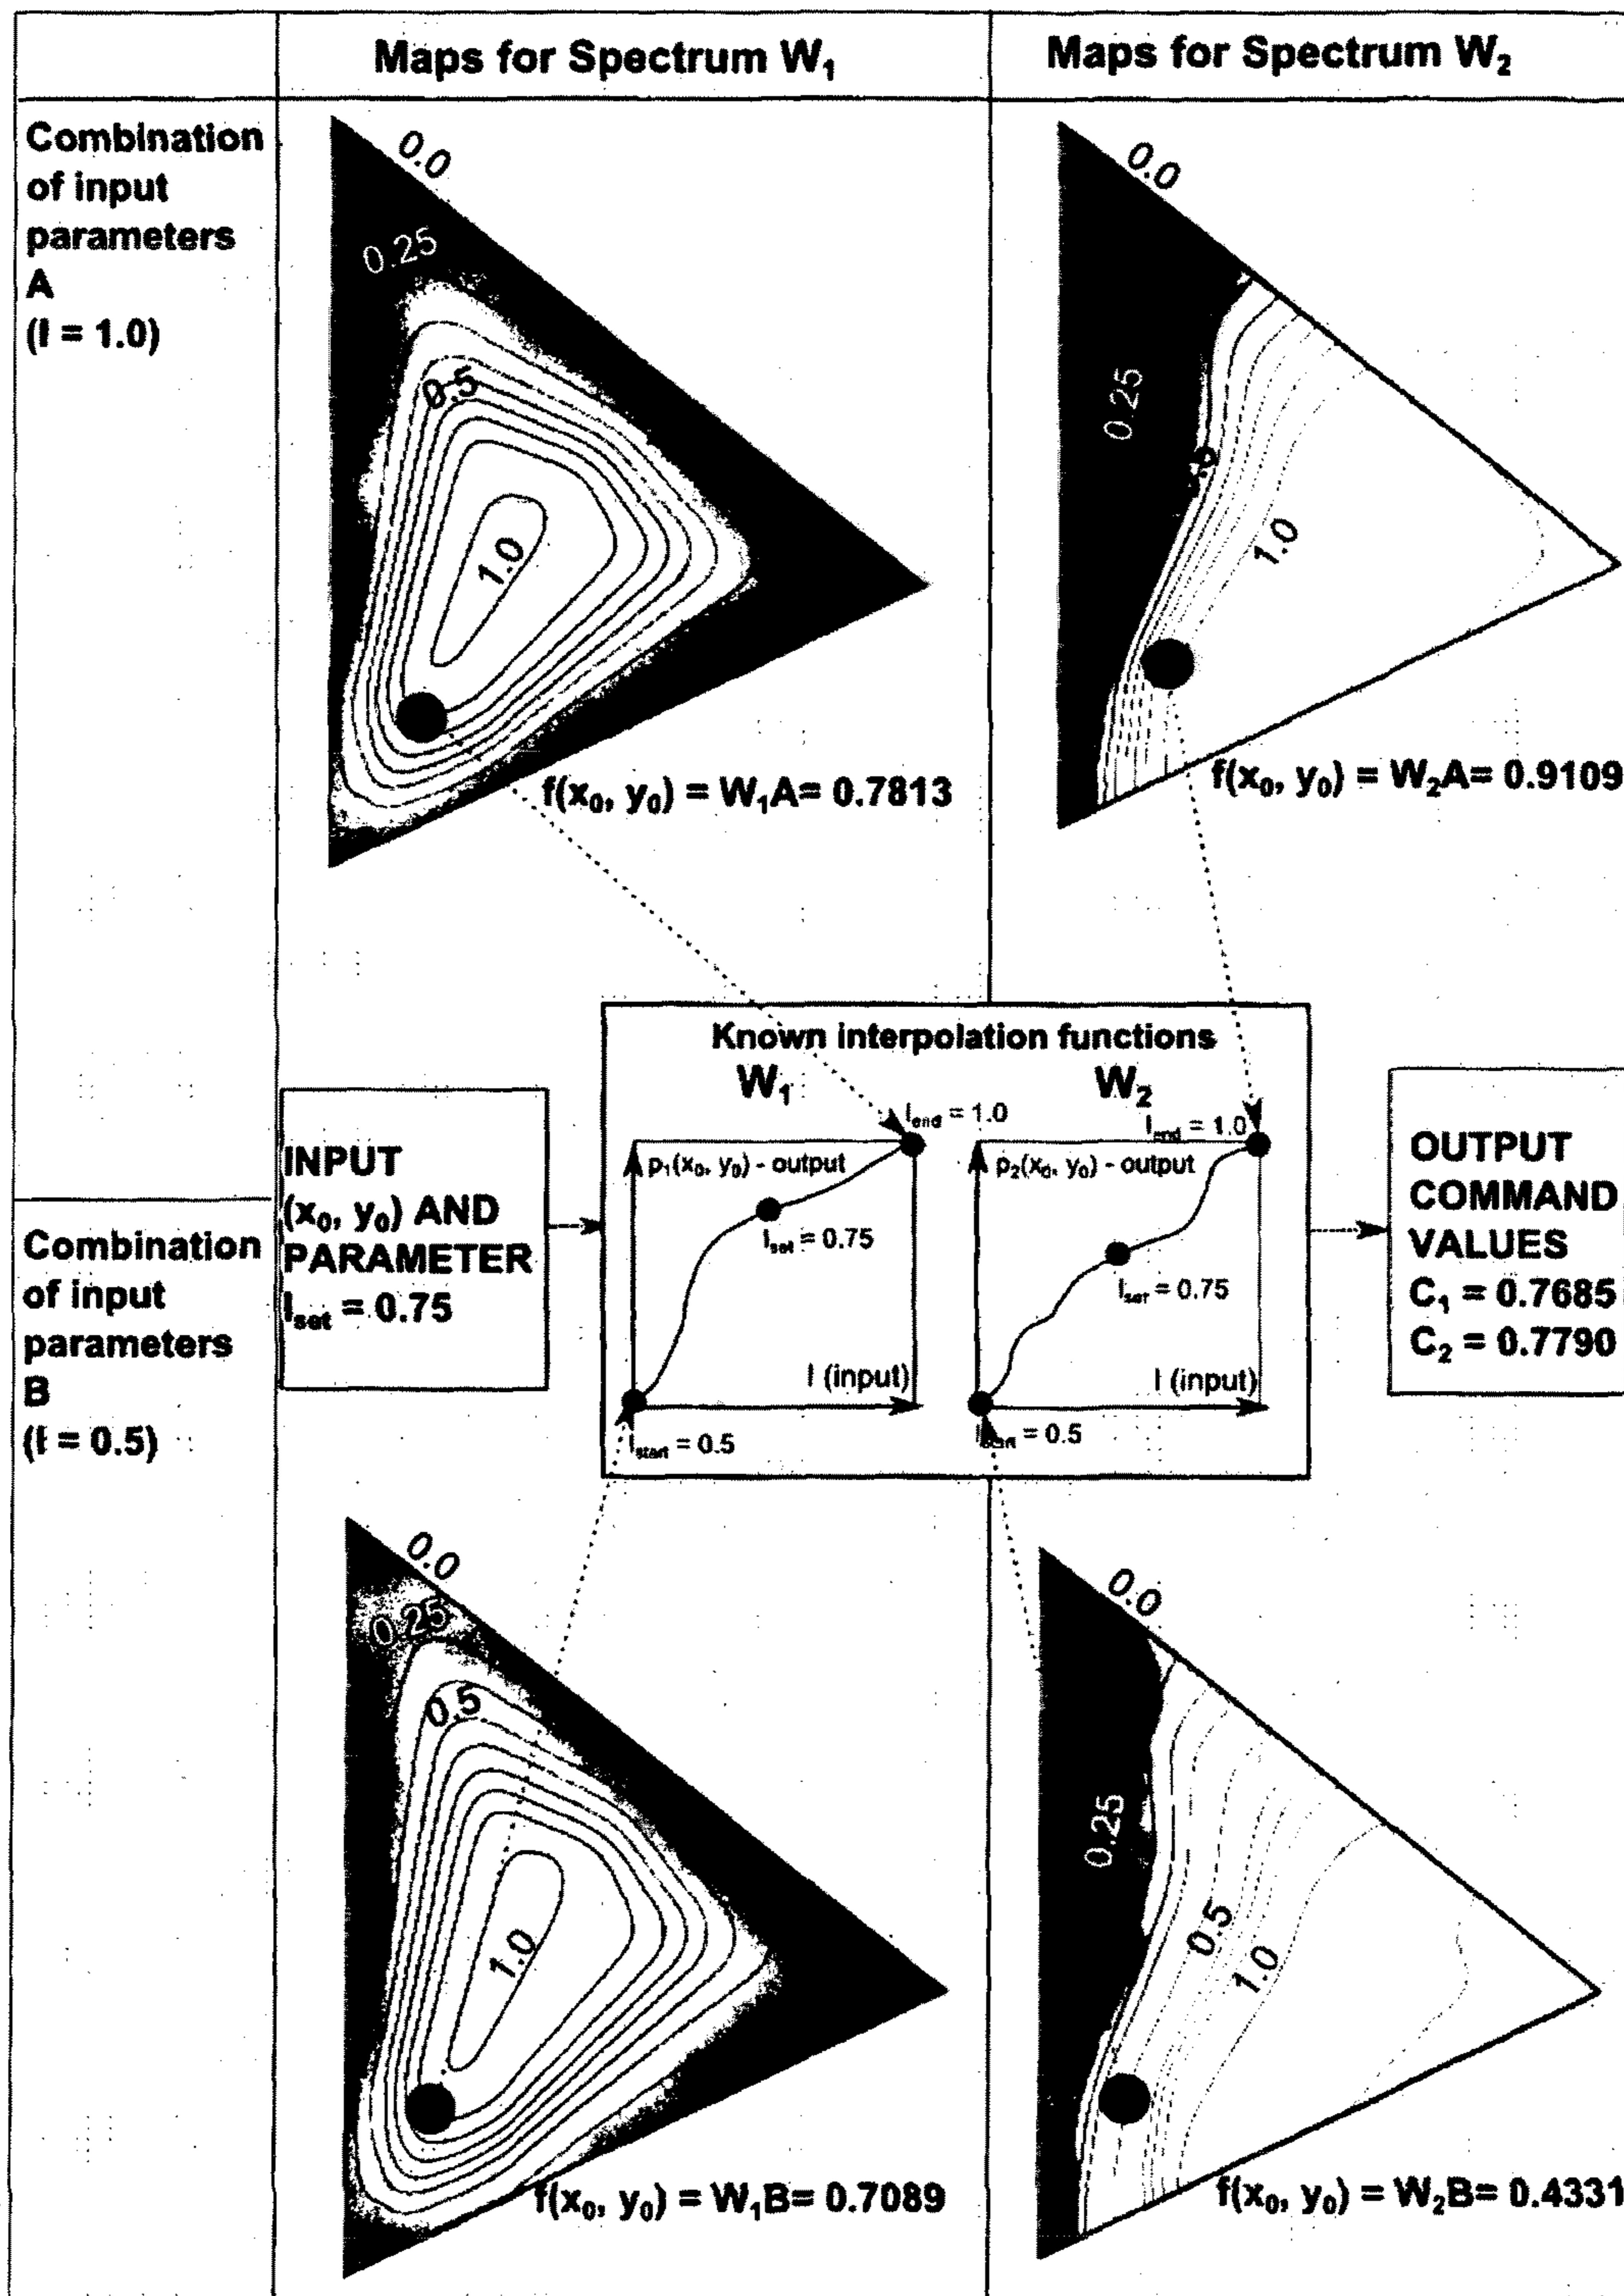 Maps for Spectrum W₁
Maps for Spectrum W₂
Combination
of input
parameters
A
(I = 1.0)
0.0
0.25
0.5
1.0
f(x₀, y₀) = W₁A= 0.7813
0.0
0.25
1.0
f(x₀, y₀) = W₂A= 0.9109
Known interpolation functions
W₁
W₂
INPUT
(x₀, y₀) AND
PARAMETER
Iset = 0.75
Iend = 1.0
p₁(x₀, y₀) - output
Iset = 0.75
I (input)
Istart = 0.5
Iend = 1.0
p₂(x₀, y₀) - output
Iset = 0.75
I (input)
Istart = 0.5
OUTPUT
COMMAND
VALUES
C₁ = 0.7685
C₂ = 0.7790
Combination
of input
parameters
B
(I = 0.5)
0.0
0.25
0.5
1.0
f(x₀, y₀) = W₁B= 0.7089
0.0
0.25
0.5
1.0
f(x₀, y₀) = W₂B= 0.4331